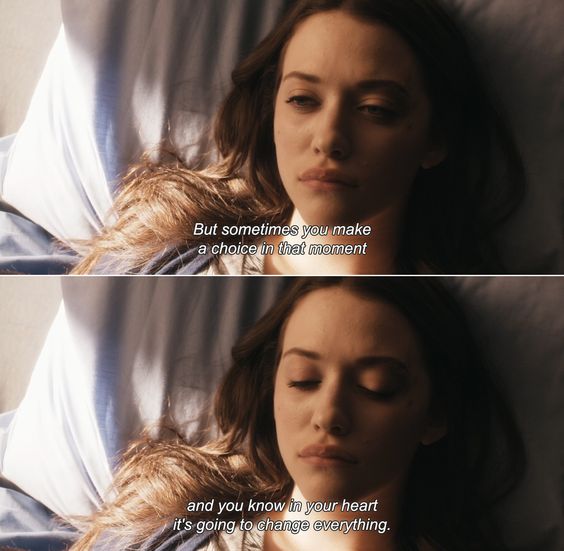 But sometimes you make
a choice in that moment
and you know in your heart
it's going to change everything.